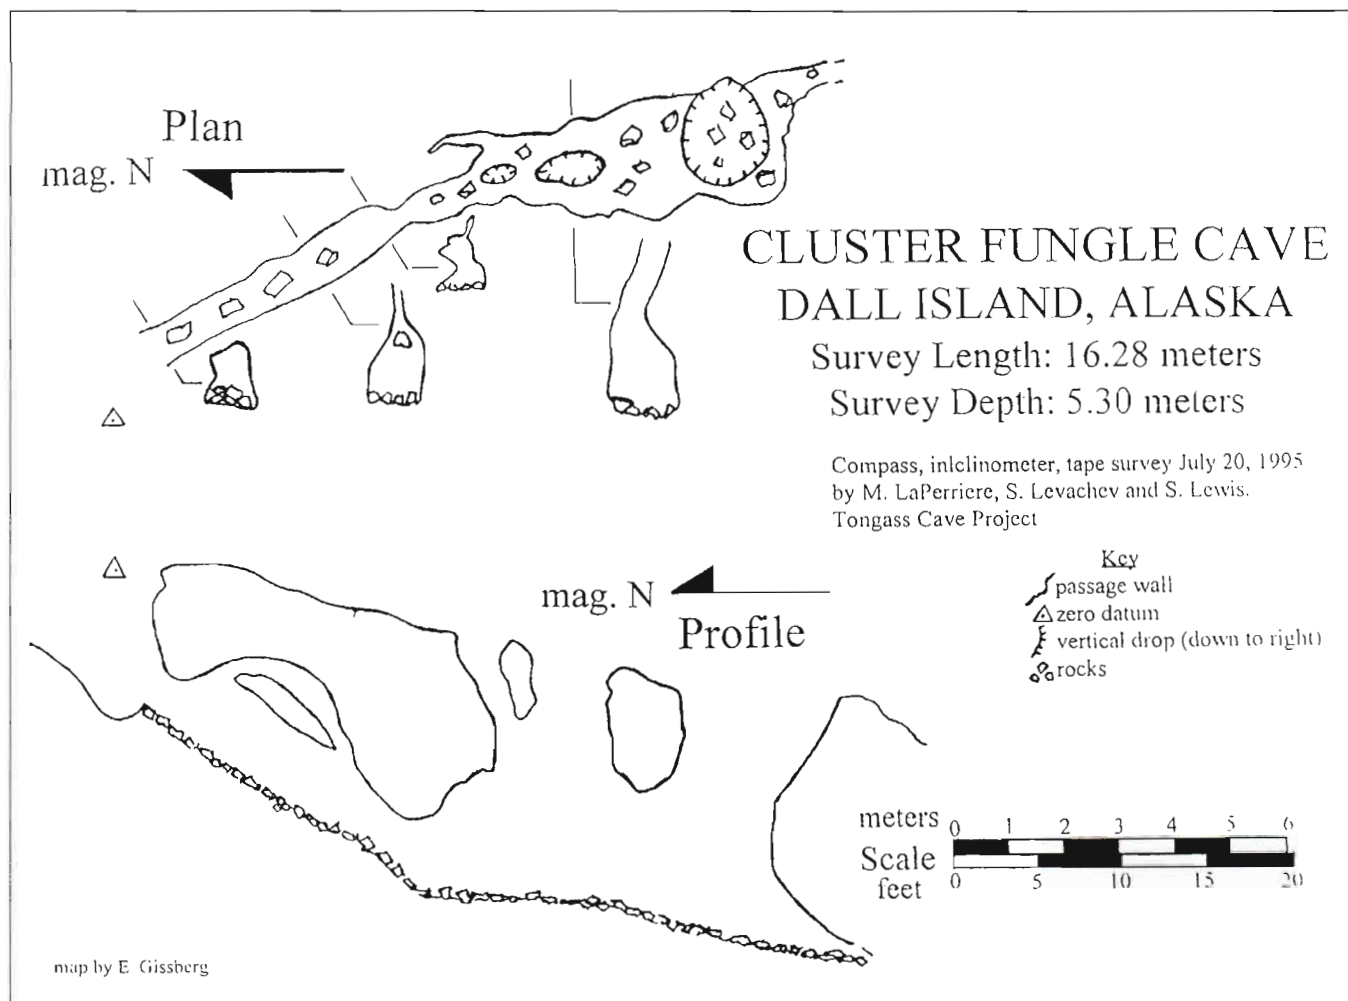 Plan
mag. N
CLUSTER FUNGLE CAVE
DALL ISLAND, ALASKA
Survey Length: 16.28 meters
Survey Depth: 5.30 meters
Compass, inlclinometer, tape survey July 20, 1995
by M. LaPerriere, S. Levachev and S. Lewis.
Tongass Cave Project
Key
passage wall
zero datum
vertical drop (down to right)
rocks
mag. N
Profile
meters 0 1 2 3 4 5 6
Scale
feet 0 5 10 15 20
map by E Gissberg